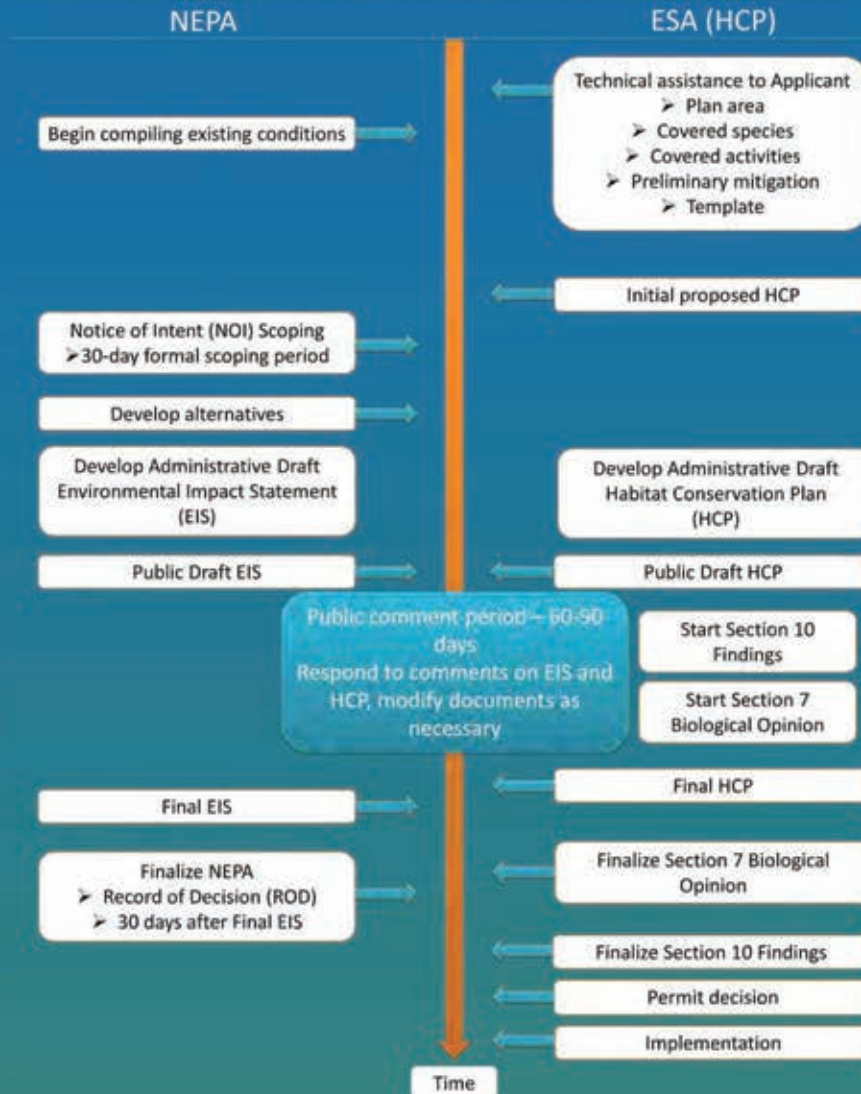 NEPA
ESA (HCP)
Technical assistance to Applicant
➢ Plan area
➢ Covered species
➢ Covered activities
➢ Preliminary mitigation
➢ Template
Begin compiling existing conditions
Initial proposed HCP
Notice of Intent (NOI) Scoping
➢30-day formal scoping period
Develop alternatives
Develop Administrative Draft
Environmental Impact Statement
(EIS)
Develop Administrative Draft
Habitat Conservation Plan
(HCP)
Public Draft EIS
Public Draft HCP
Public comment period – 60-90
days
Respond to comments on EIS and
HCP, modify documents as
necessary
Start Section 10
Findings
Start Section 7
Biological Opinion
Final HCP
Final EIS
Finalize NEPA
➢ Record of Decision (ROD)
➢ 30 days after Final EIS
Finalize Section 7 Biological
Opinion
Finalize Section 10 Findings
Permit decision
Implementation
Time